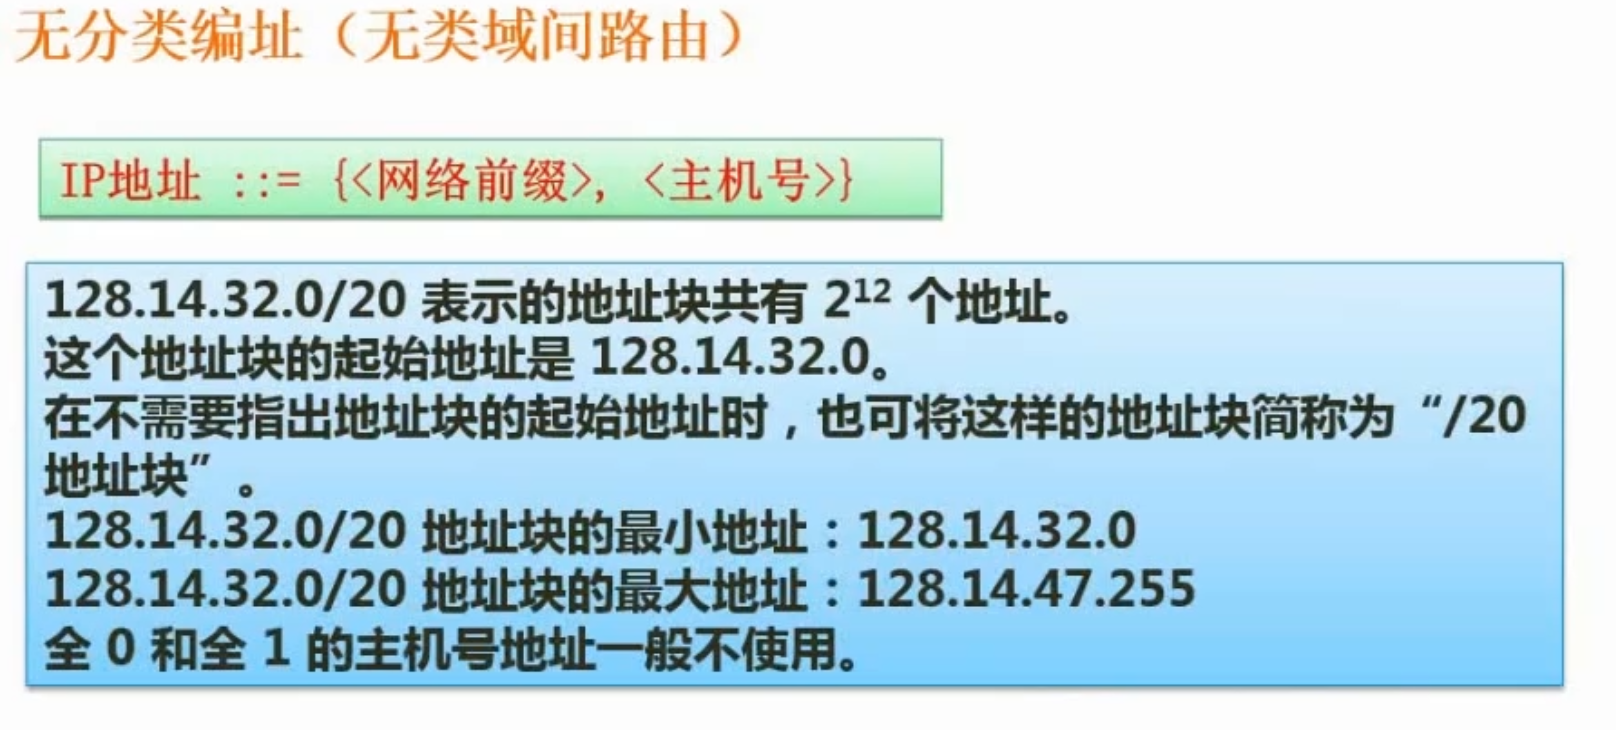 无分类编址（无类域间路由）
IP地址 ::= {<网络前缀>, <主机号>}
128.14.32.0/20 表示的地址块共有 2¹² 个地址。
这个地址块的起始地址是 128.14.32.0。
在不需要指出地址块的起始地址时，也可将这样的地址块简称为“/20
地址块”。
128.14.32.0/20 地址块的最小地址：128.14.32.0
128.14.32.0/20 地址块的最大地址：128.14.47.255
全 0 和全 1 的主机号地址一般不使用。